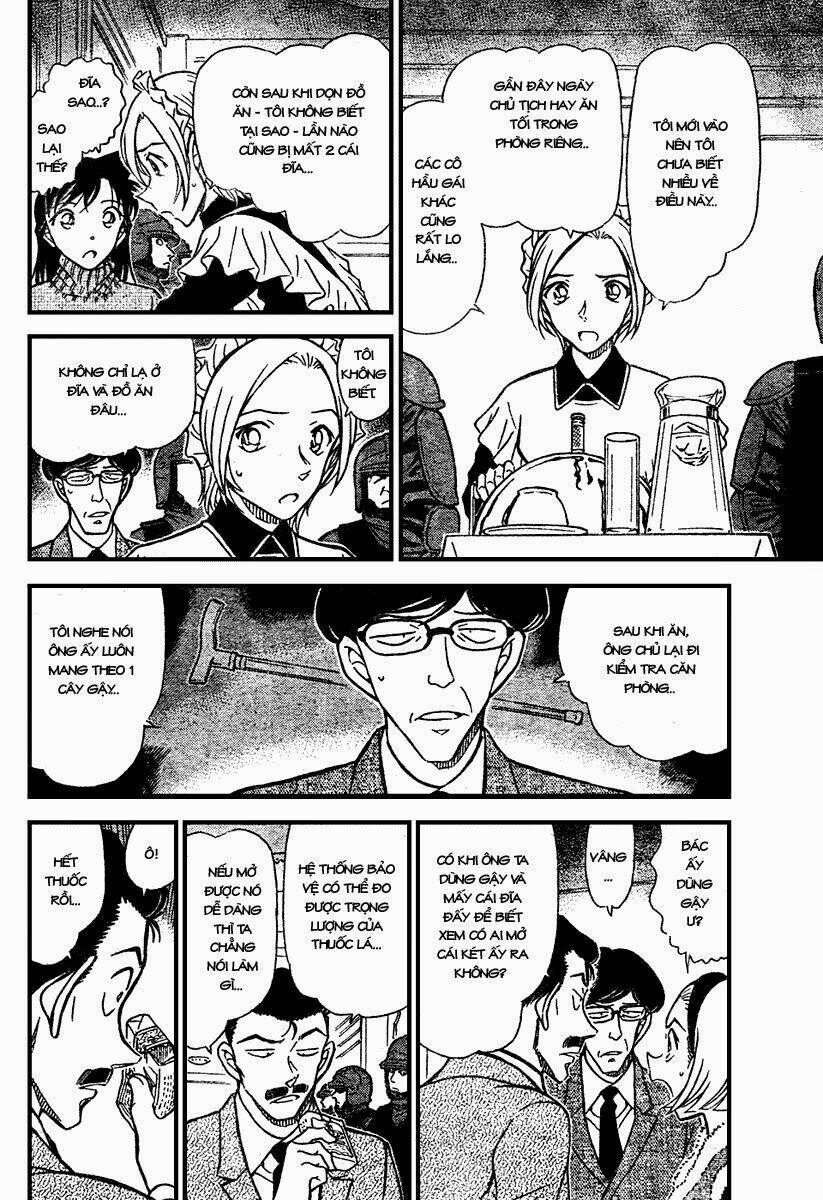 TÔI MỚI VÀO
NÊN TÔI
CHƯA BIẾT
NHIỀU VỀ
ĐIỀU NÀY..
GẦN ĐÂY NGÀY
CHỦ TỊCH HAY ĂN
TỐI TRONG
PHÒNG RIÊNG..
CÁC CÔ
HẦU GÁI
KHÁC
CŨNG
RẤT LO
LẮNG..
CÒN SAU KHI DỌN ĐỒ
ĂN - TÔI KHÔNG BIẾT
TẠI SAO - LẦN NÀO
CŨNG BỊ MẤT 2 CÁI
ĐĨA...
ĐĨA
SAO..?
SAO
LẠI
THẾ?
TÔI
KHÔNG
BIẾT
KHÔNG CHỈ LẠ Ở
ĐĨA VÀ ĐỒ ĂN
ĐÂU...
SAU KHI ĂN,
ÔNG CHỦ LẠI ĐI
KIỂM TRA CĂN
PHÒNG..
TÔI NGHE NÓI
ÔNG ẤY LUÔN
MANG THEO 1
CÂY GẬY...
BÁC
ẤY
DÙNG
GẬY
Ư?
VÂNG
...
CÓ KHI ÔNG TA
DÙNG GẬY VÀ
MẤY CÁI ĐĨA
ĐẤY ĐỂ BIẾT
XEM CÓ AI MỞ
CÁI KÉT ẤY RA
KHÔNG?
HỆ THỐNG BẢO
VỆ CÓ THỂ ĐO
ĐƯỢC TRỌNG
LƯỢNG CỦA
THUỐC LÁ...
NẾU MỞ
ĐƯỢC NÓ
DỄ DÀNG
THÌ TA
CHẲNG
NÓI LÀM
GÌ...
Ô!
HẾT
THUỐC
RỒI...